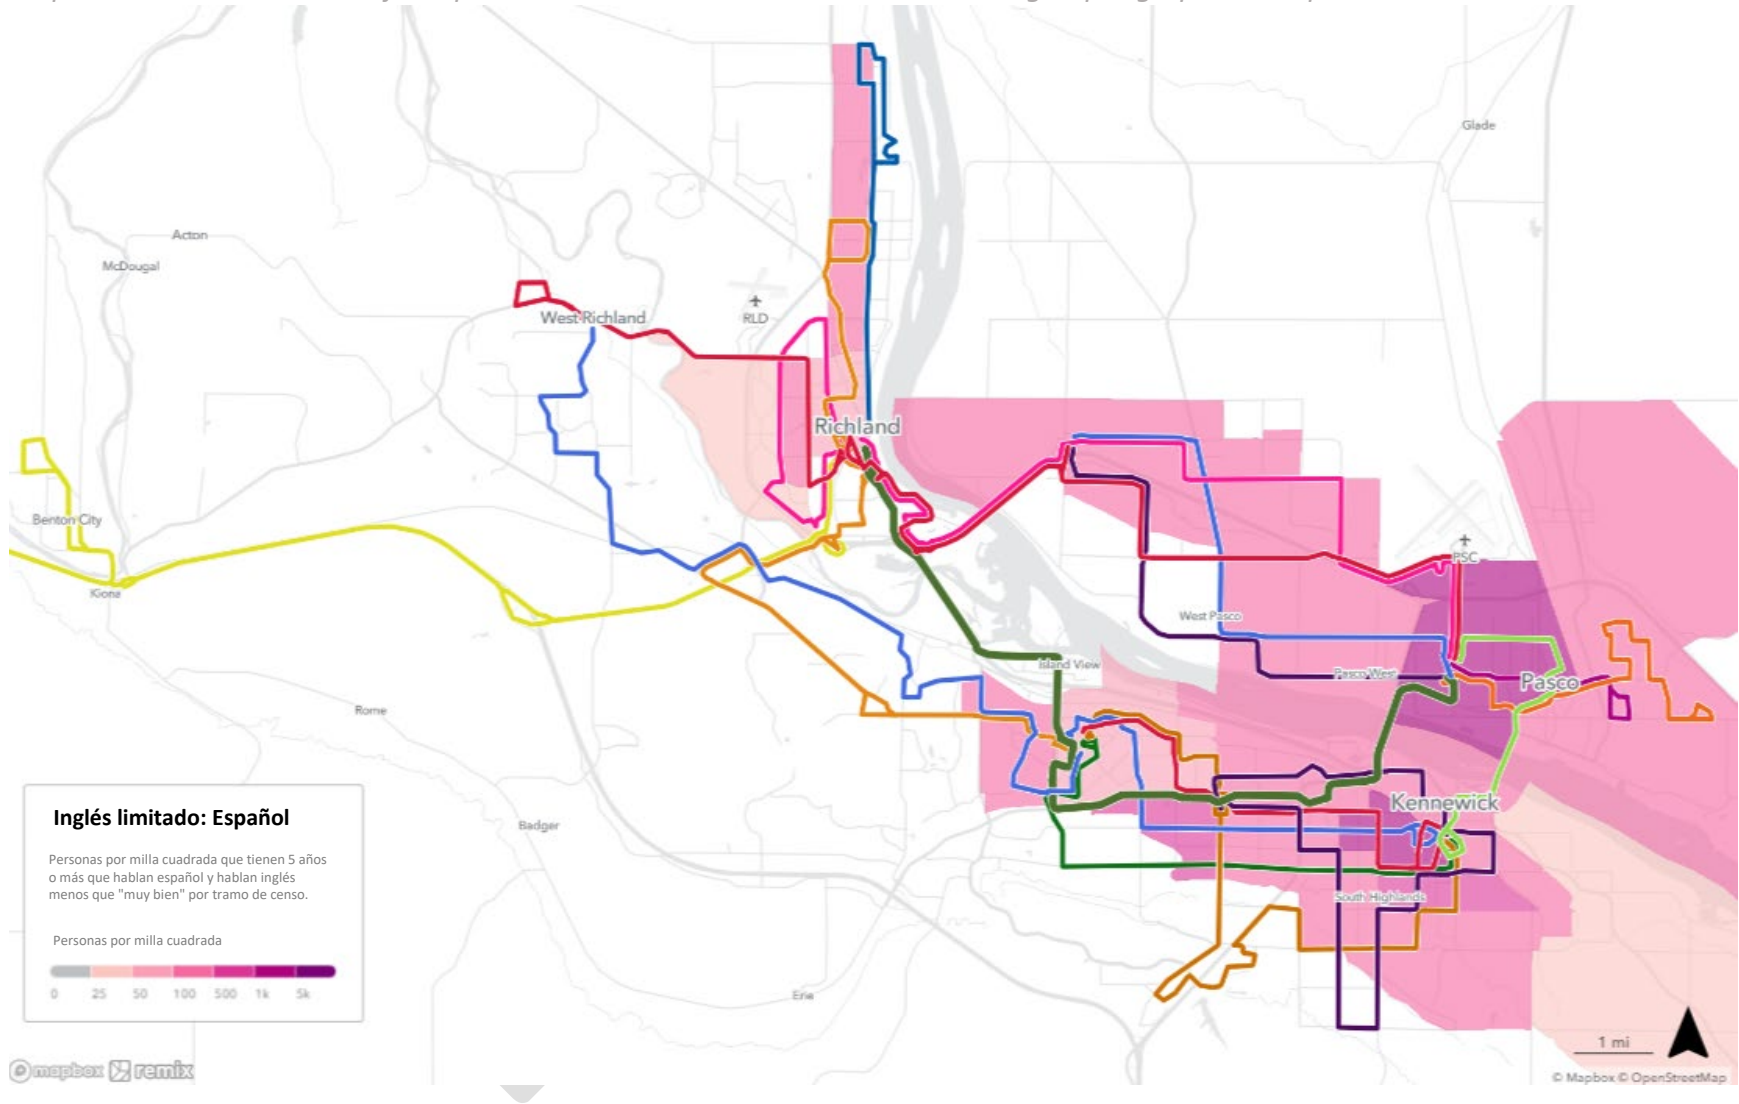 Glade
Acton
McDougal
West Richland
RLD
Richland
Benton City
Kiona
PSC
West Pasco
Island View
Pasco West
Pasco
Rome
Kennewick
Badger
South Highlands
Erie
Inglés limitado: Español
Personas por milla cuadrada que tienen 5 años
o más que hablan español y hablan inglés
menos que "muy bien" por tramo de censo.
Personas por milla cuadrada
0 25 50 100 500 1k 5k
1 mi
mapbox remix
© Mapbox © OpenStreetMap